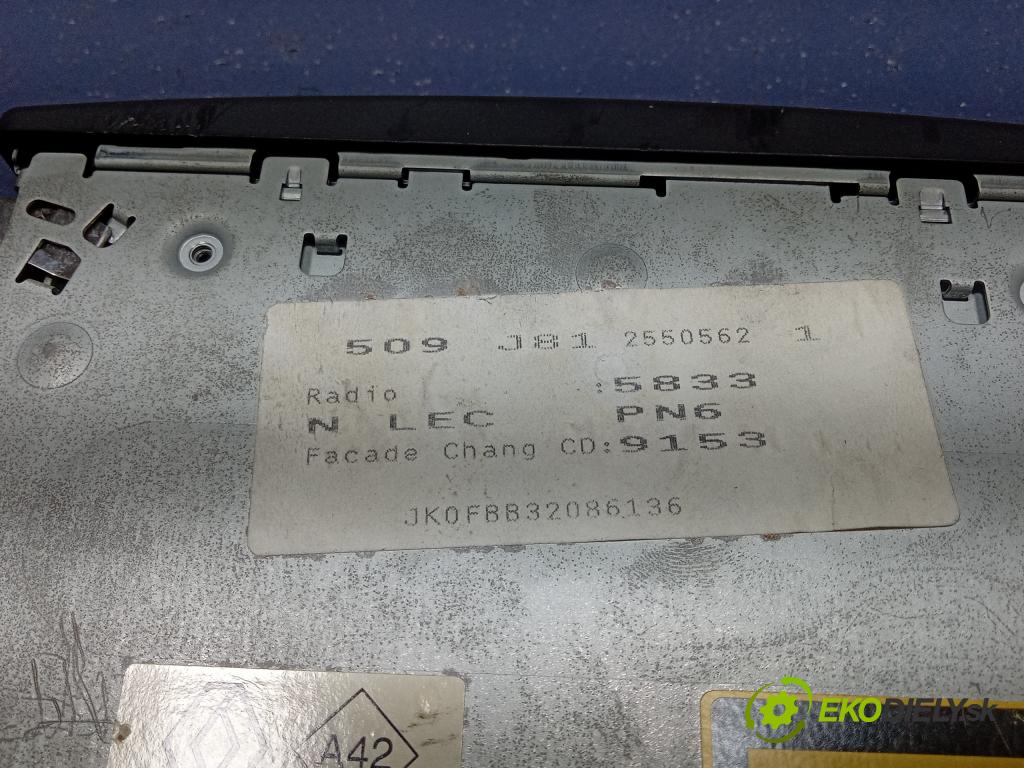 509 J81 2550562 1
Radio :5833
N LEC PN6
Facade Chang CD:9153
JK0FBB32086136
A42
EKODIELY.SK